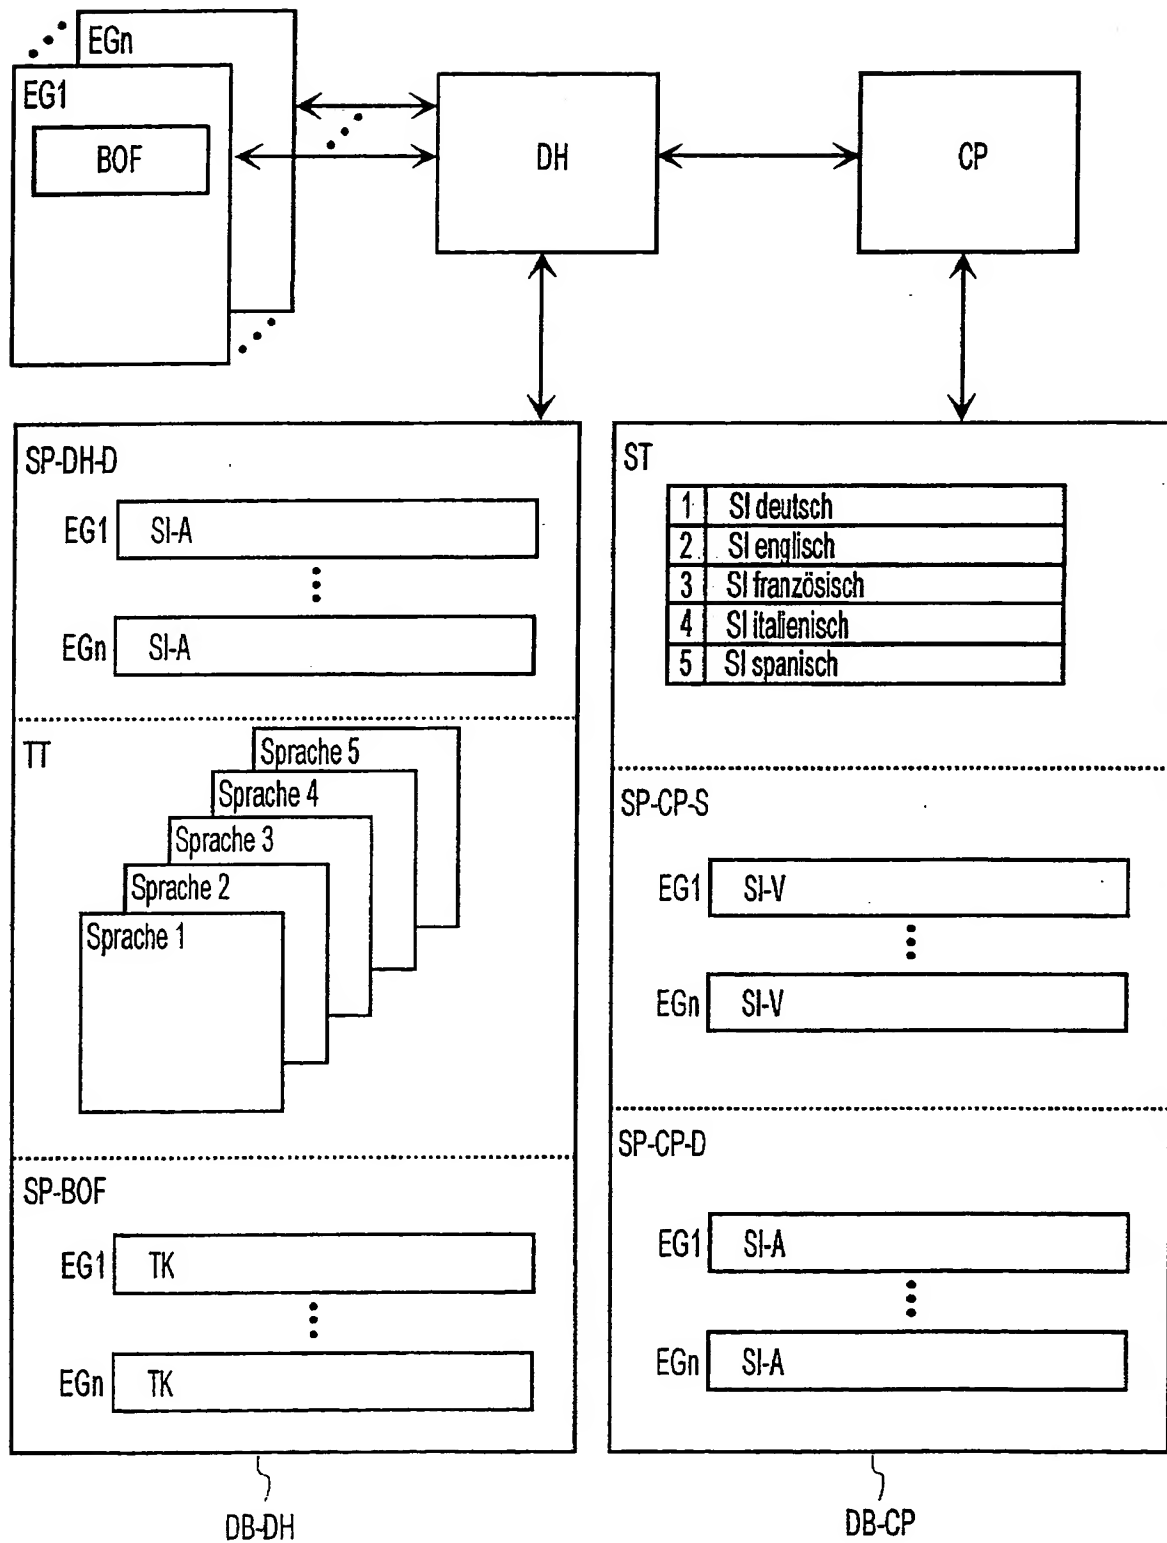 EGn
EG1
BOF
DH
CP
SP-DH-D
EG1 SI-A
EGn SI-A
TT
Sprache 5
Sprache 4
Sprache 3
Sprache 2
Sprache 1
SP-BOF
EG1 TK
EGn TK
DB-DH
ST
1 SI deutsch
2 SI englisch
3 SI französisch
4 SI italienisch
5 SI spanisch
SP-CP-S
EG1 SI-V
EGn SI-V
SP-CP-D
EG1 SI-A
EGn SI-A
DB-CP